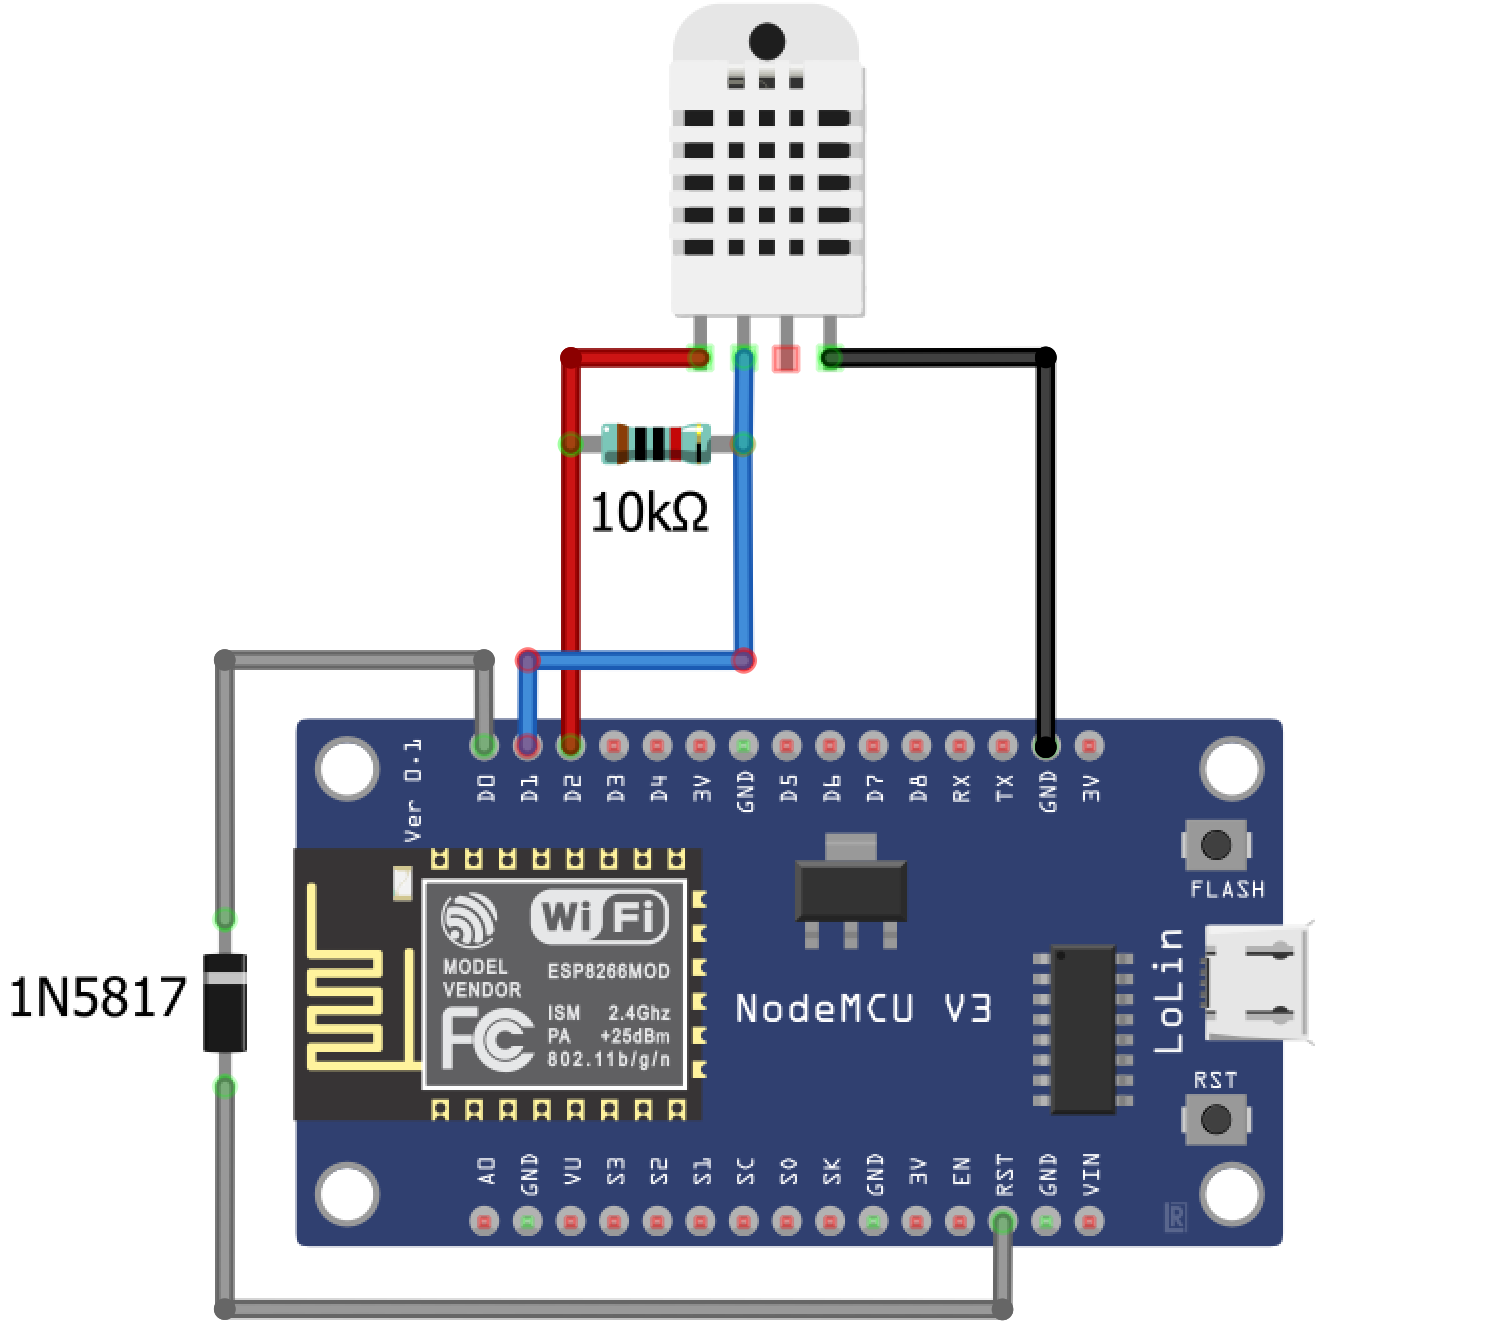 10kΩ
Ver 0.1
D0
D1
D2
D3
D4
3V
GND
D5
D6
D7
D8
RX
TX
GND
3V
FLASH
Wi Fi
MODEL
VENDOR
ESP8266MOD
FC
ISM 2.4Ghz
PA +25dBm
802.11b/g/n
1N5817
NodeMCU V3
LoLin
RST
A0
GND
VU
S3
S2
S1
SC
S0
SK
GND
3V
EN
RST
GND
VIN
R